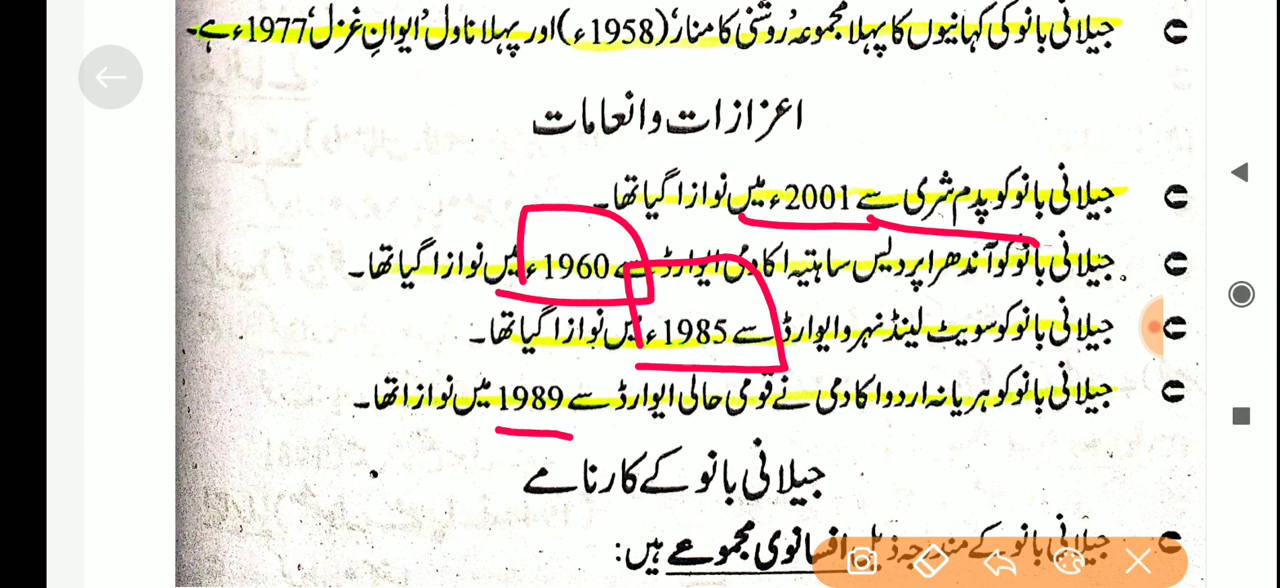 جیلانی بانو کی کہانیوں کا پہلا مجموعہ 'روشنی کا منار' (1958ء) اور پہلا ناول 'ایوانِ غزل' 1977ء ہے۔
اعزازات و انعامات
جیلانی بانو کو پدم شری سے 2001ء میں نوازا گیا تھا۔
جیلانی بانو کو آندھرا پردیس ساہتیہ اکادمی ایوارڈ سے 1960ء میں نوازا گیا تھا۔
جیلانی بانو کو سویٹ لینڈ نہرو ایوارڈ سے 1985ء میں نوازا گیا تھا۔
جیلانی بانو کو ہریانہ اردو اکادمی نے قومی حالی ایوارڈ سے 1989 میں نوازا تھا۔
جیلانی بانو کے کارنامے
جیلانی بانو کے افسانوی مجموعے ہیں: